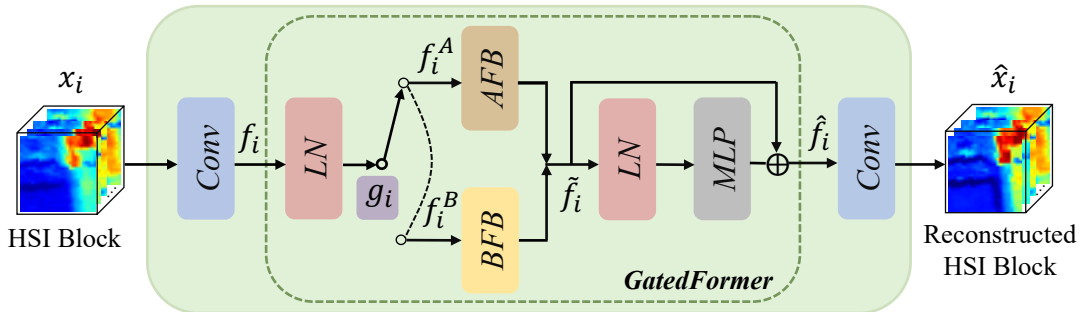 x_i
HSI Block
Conv
f_i
LN
g_i
f_i^A
AFB
f_i^B
BFB
f̃_i
LN
MLP
GatedFormer
f̂_i
Conv
x̂_i
Reconstructed
HSI Block